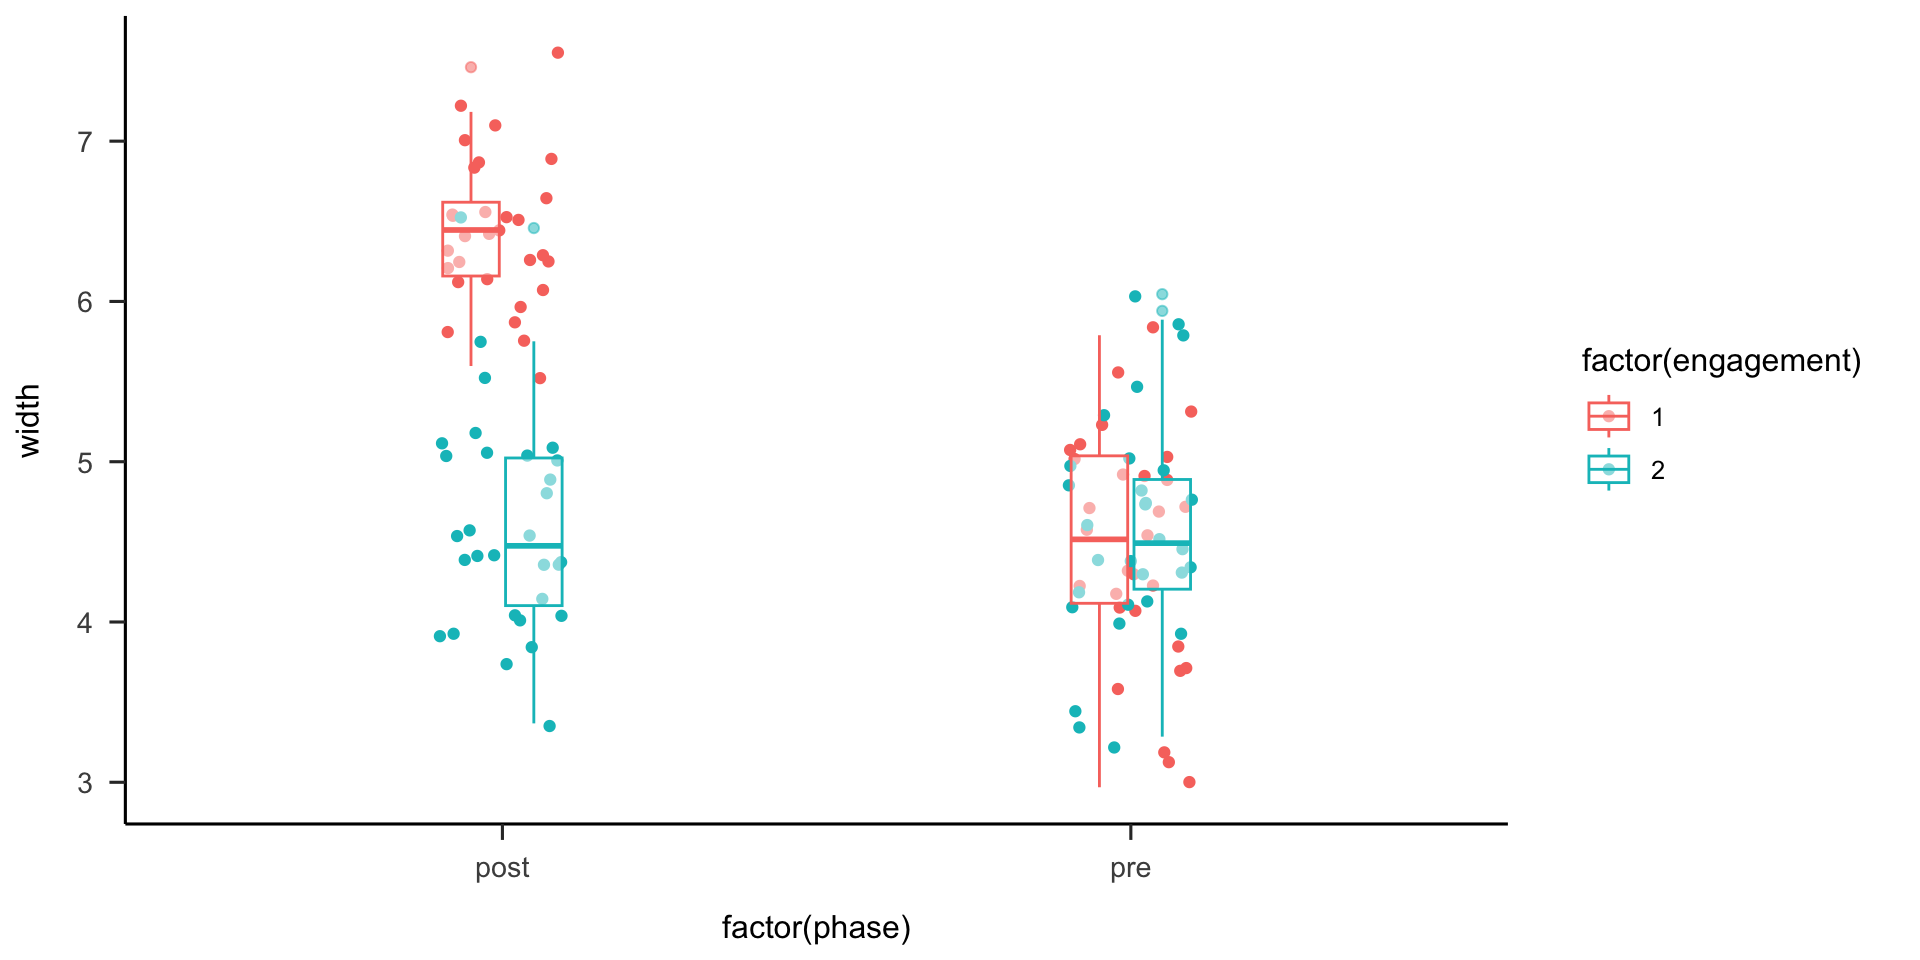 7
6
5
4
3
width
post
pre
factor(phase)
factor(engagement)
1
2